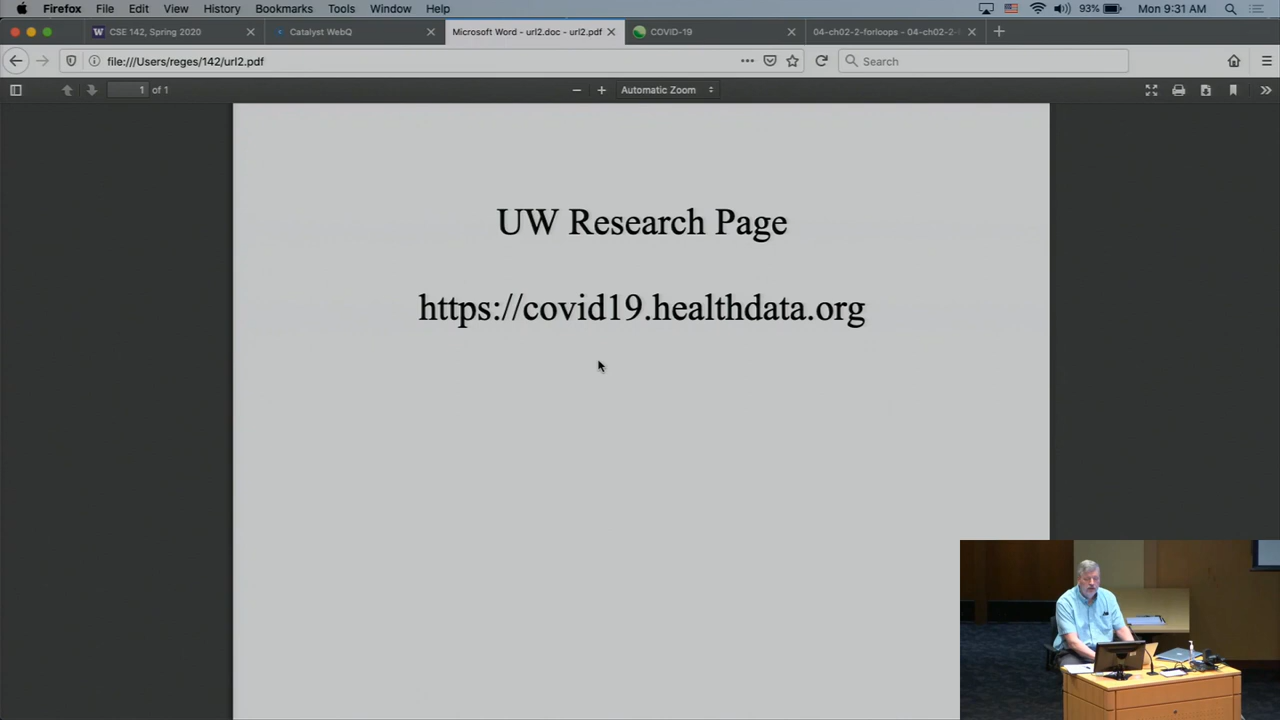 Firefox File Edit View History Bookmarks Tools Window Help 93% Mon 9:31 AM
CSE 142, Spring 2020 Catalyst WebQ Microsoft Word - url2.doc - url2.pdf COVID-19 04-ch02-2-forloops - 04-ch02-2-
file:///Users/reges/142/url2.pdf Search
1 of 1 Automatic Zoom
UW Research Page
https://covid19.healthdata.org